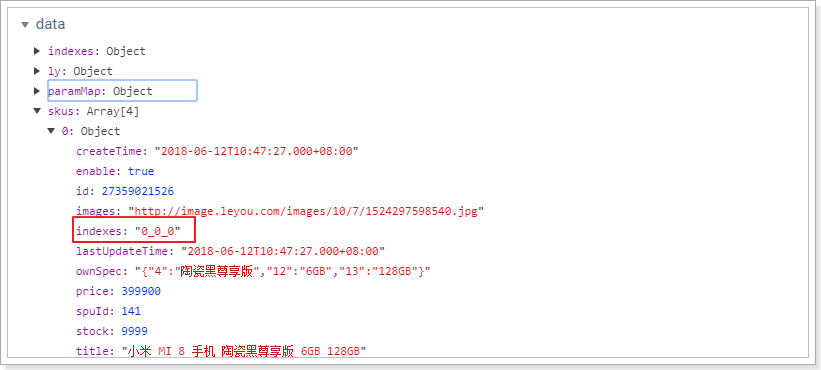 data
indexes: Object
ly: Object
paramMap: Object
skus: Array[4]
0: Object
createTime: "2018-06-12T10:47:27.000+08:00"
enable: true
id: 27359021526
images: "http://image.leyou.com/images/10/7/1524297598540.jpg"
indexes: "0_0_0"
lastUpdateTime: "2018-06-12T10:47:27.000+08:00"
ownSpec: "{"4":"陶瓷黑尊享版","12":"6GB","13":"128GB"}"
price: 399900
spuId: 141
stock: 9999
title: "小米 MI 8 手机 陶瓷黑尊享版 6GB 128GB"